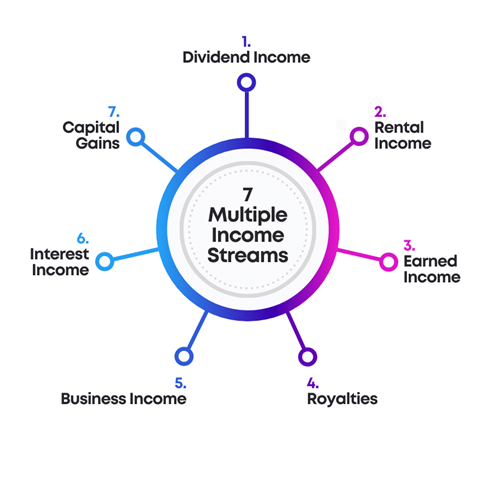 1.
Dividend Income
2.
Rental
Income
3.
Earned
Income
4.
Royalties
5.
Business Income
6.
Interest
Income
7.
Capital
Gains
7
Multiple
Income
Streams